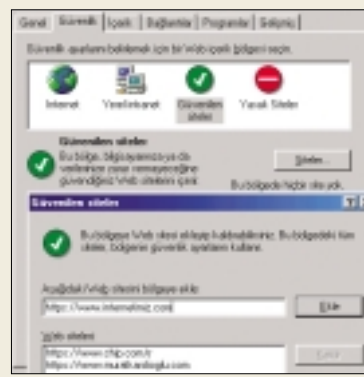 Genel Güvenlik İçerik Bağlantılar Programlar Gelişmiş
Güvenlik ayarlarını belirlemek için bir Web içerik bölgesi seçin.
Internet Yerel intranet Güvenilen siteler Yasak Siteler
Güvenilen siteler
Bu bölge, bilgisayarınıza ya da
verilerinize zarar vermeyeceğine
güvendiğiniz Web sitelerini içerir.
Siteler...
Bu bölgede hiçbir site yok.
Güvenilen siteler
Bu bölgeye Web sitesi ekleyip kaldırabilirsiniz. Bu bölgedeki tüm
siteler, bölgenin güvenlik ayarlarını kullanır.
Aşağıdaki Web sitesini bölgeye ekle:
https://www.internetiniz.com
Ekle
Web siteleri:
https://www.chip.com.tr